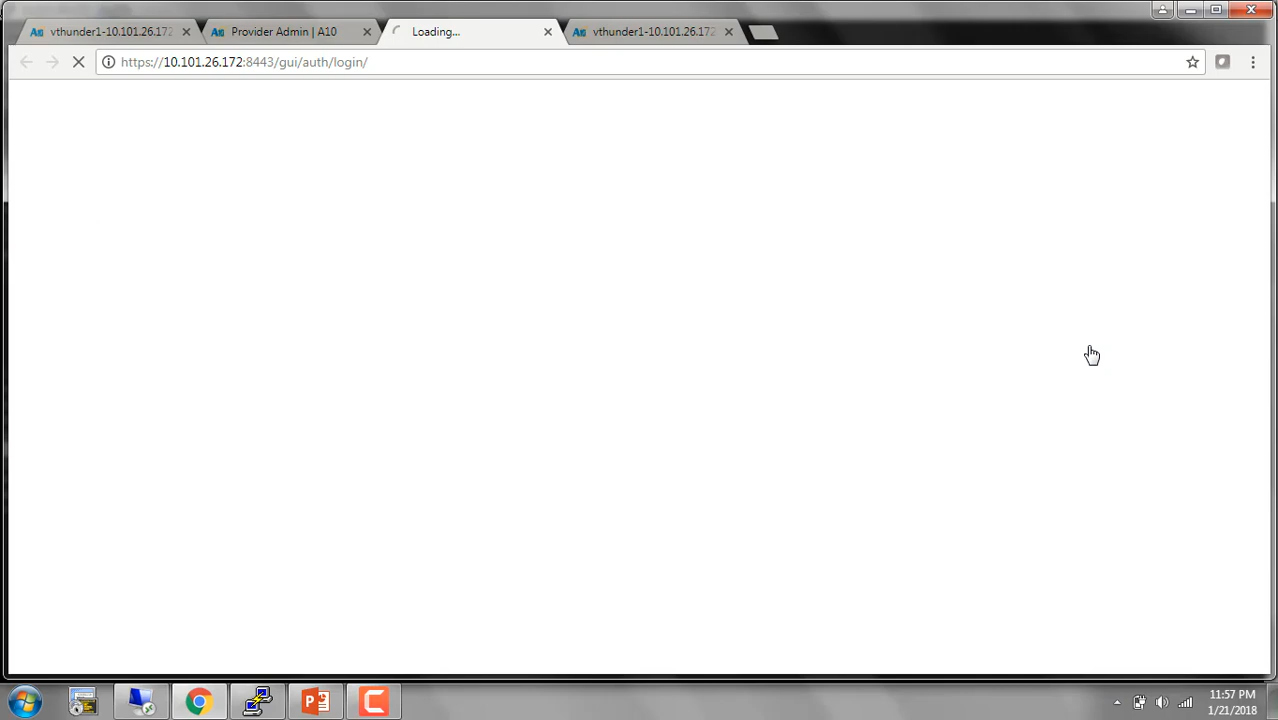 vthunder1-10.101.26.172
Provider Admin | A10
Loading...
vthunder1-10.101.26.172
https://10.101.26.172:8443/gui/auth/login/
11:57 PM
1/21/2018